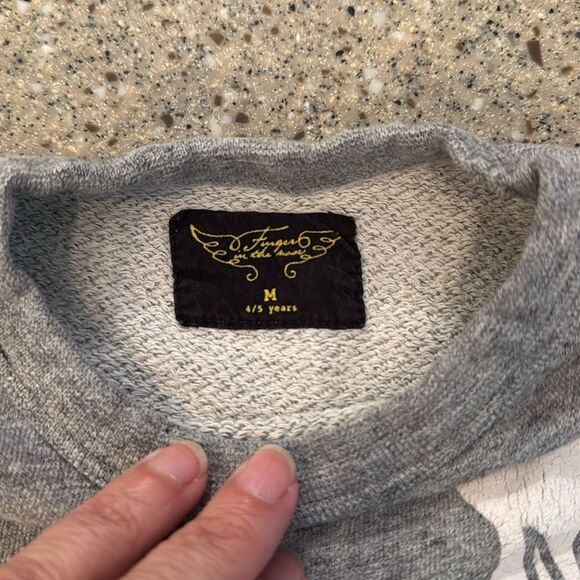 Finger
in the nose
M
4/5 years